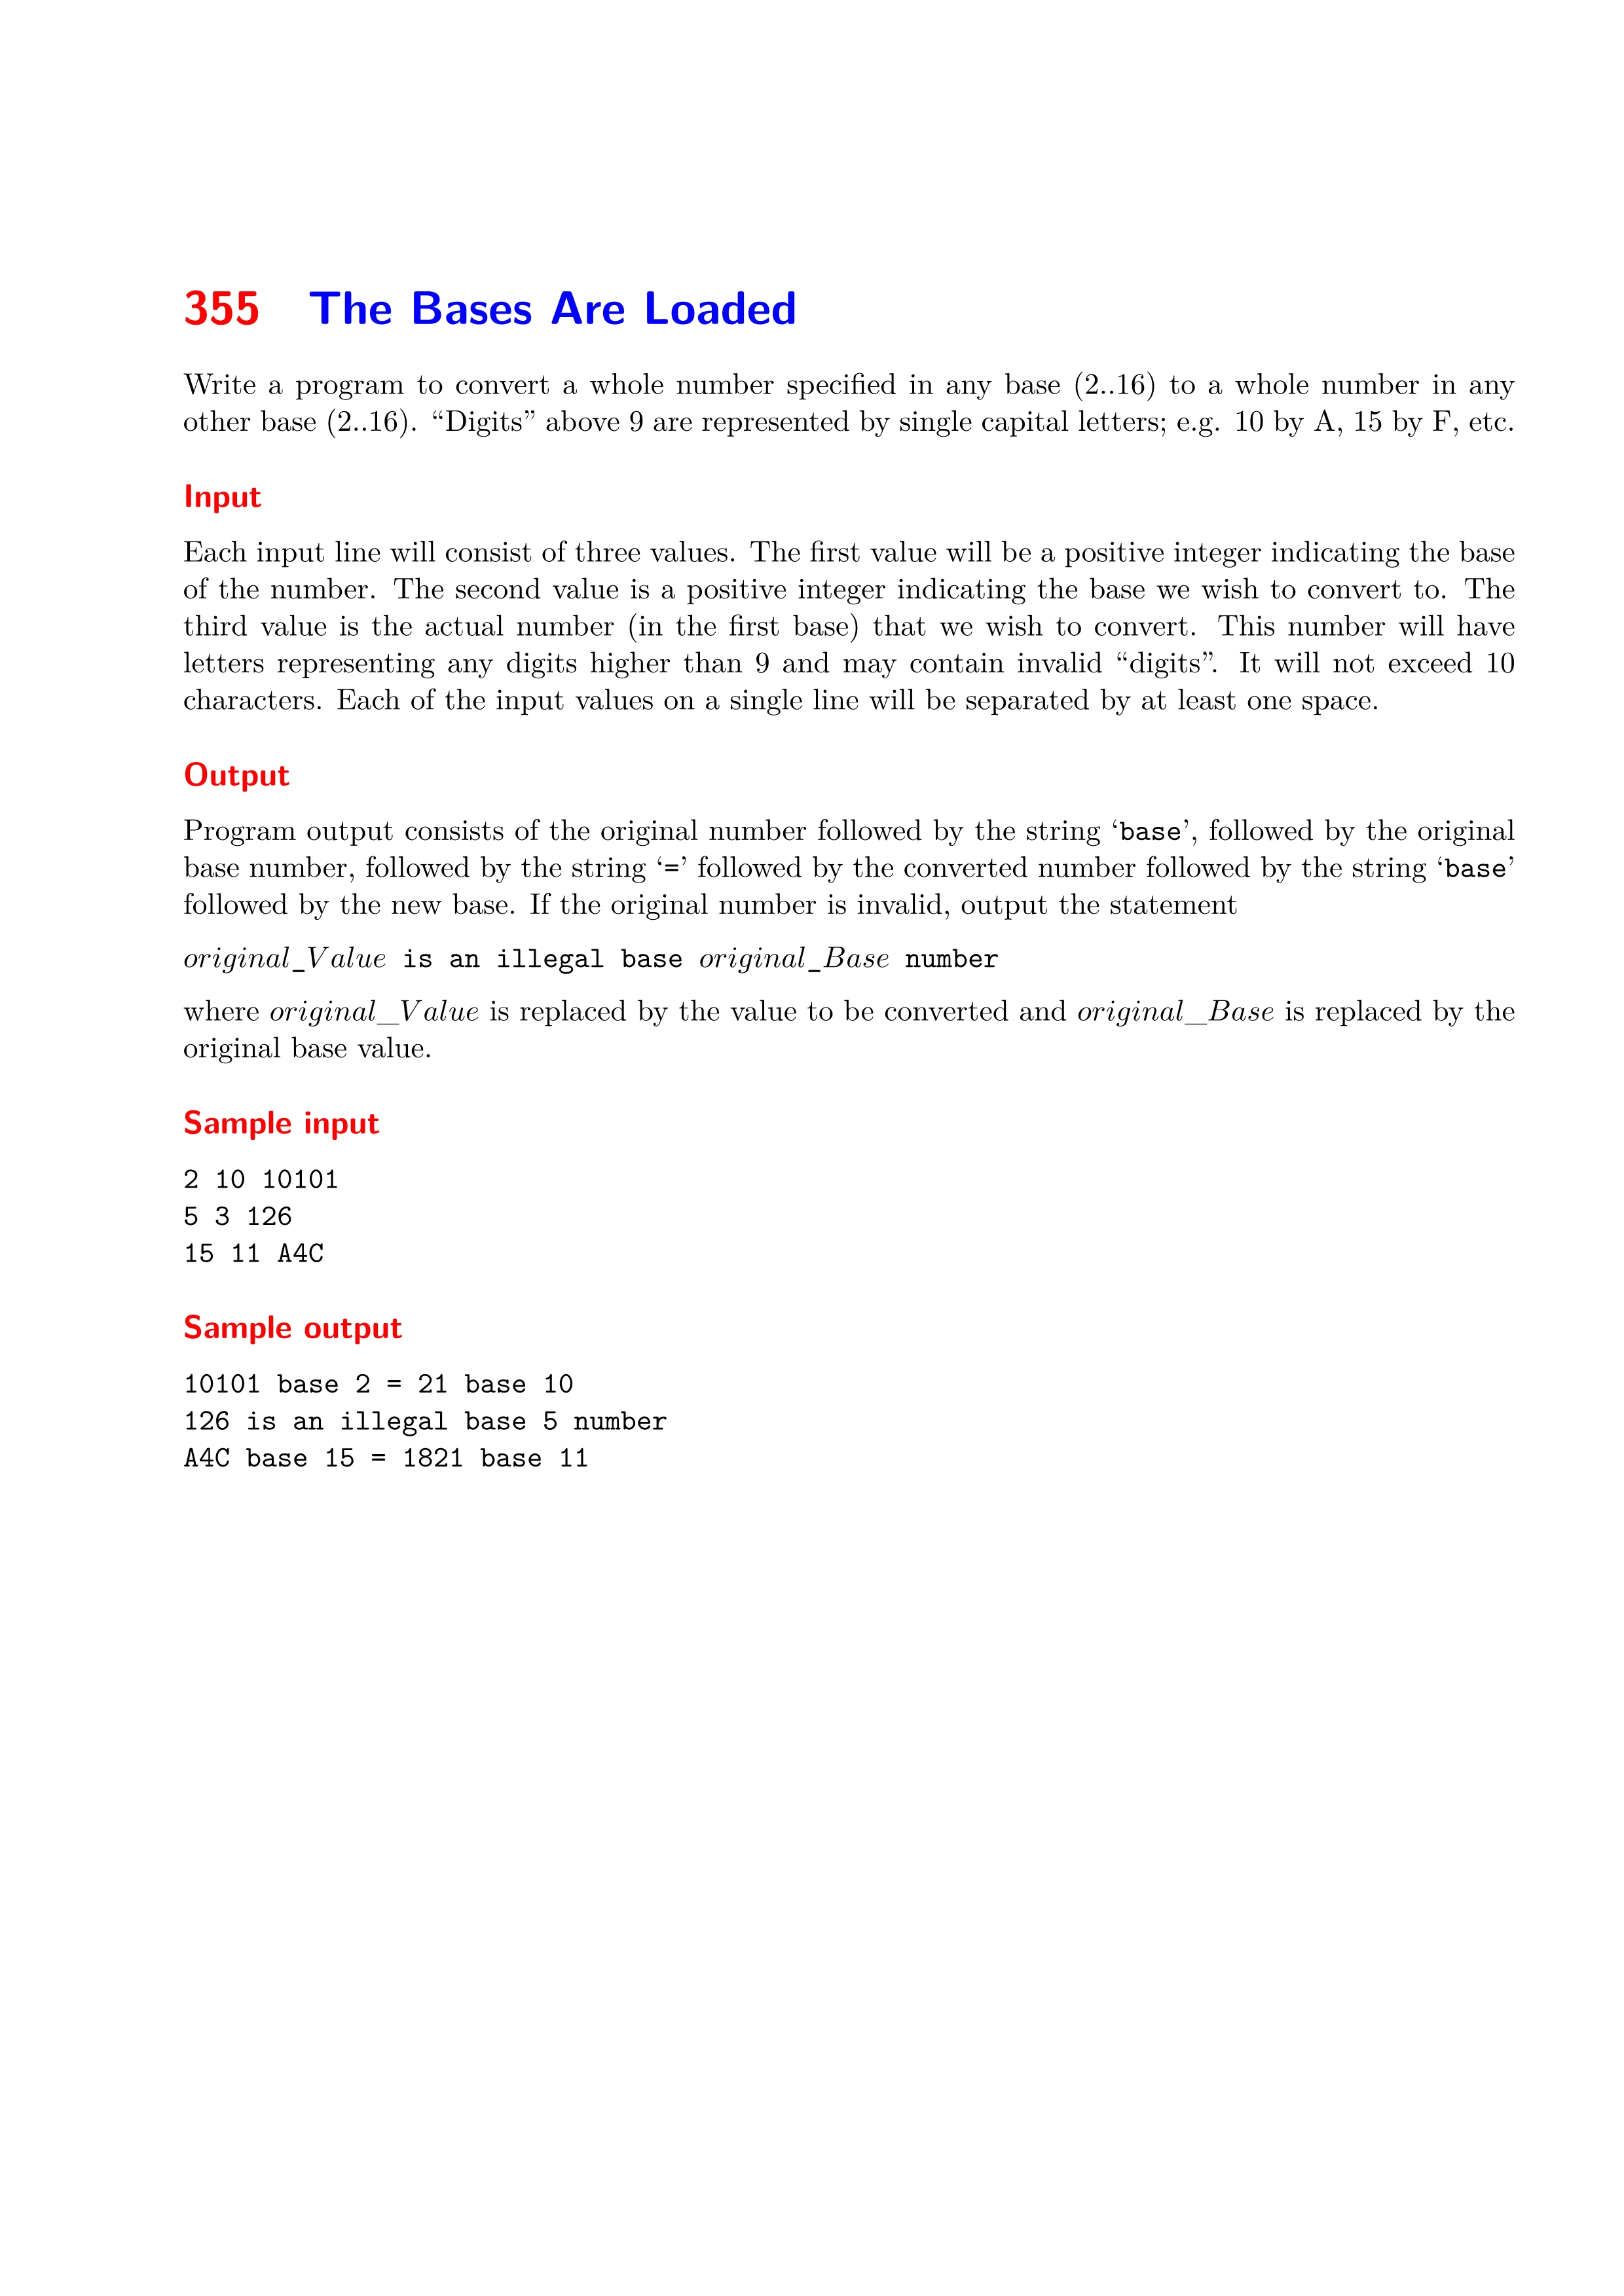 355 The Bases Are Loaded
Write a program to convert a whole number specified in any base (2..16) to a whole number in any
other base (2..16). “Digits” above 9 are represented by single capital letters; e.g. 10 by A, 15 by F, etc.
Input
Each input line will consist of three values. The first value will be a positive integer indicating the base
of the number. The second value is a positive integer indicating the base we wish to convert to. The
third value is the actual number (in the first base) that we wish to convert. This number will have
letters representing any digits higher than 9 and may contain invalid “digits”. It will not exceed 10
characters. Each of the input values on a single line will be separated by at least one space.
Output
Program output consists of the original number followed by the string ‘base’, followed by the original
base number, followed by the string ‘=’ followed by the converted number followed by the string ‘base’
followed by the new base. If the original number is invalid, output the statement
original_Value is an illegal base original_Base number
where original_Value is replaced by the value to be converted and original_Base is replaced by the
original base value.
Sample input
2 10 10101
5 3 126
15 11 A4C
Sample output
10101 base 2 = 21 base 10
126 is an illegal base 5 number
A4C base 15 = 1821 base 11